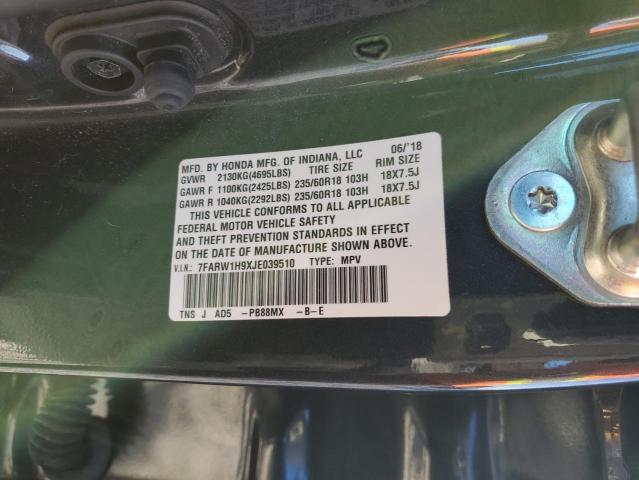 MFD. BY HONDA MFG. OF INDIANA, LLC 06/'18
GVWR 2130KG(4695LBS) TIRE SIZE RIM SIZE
GAWR F 1100KG(2425LBS) 235/60R18 103H 18X7.5J
GAWR R 1040KG(2292LBS) 235/60R18 103H 18X7.5J
THIS VEHICLE CONFORMS TO ALL APPLICABLE
FEDERAL MOTOR VEHICLE SAFETY
AND THEFT PREVENTION STANDARDS IN EFFECT
ON THE DATE OF MANUFACTURE SHOWN ABOVE.
V.I.N.: 7FARW1H9XJE039510 TYPE: MPV
TNS J AD5 -PB88MX -B-E